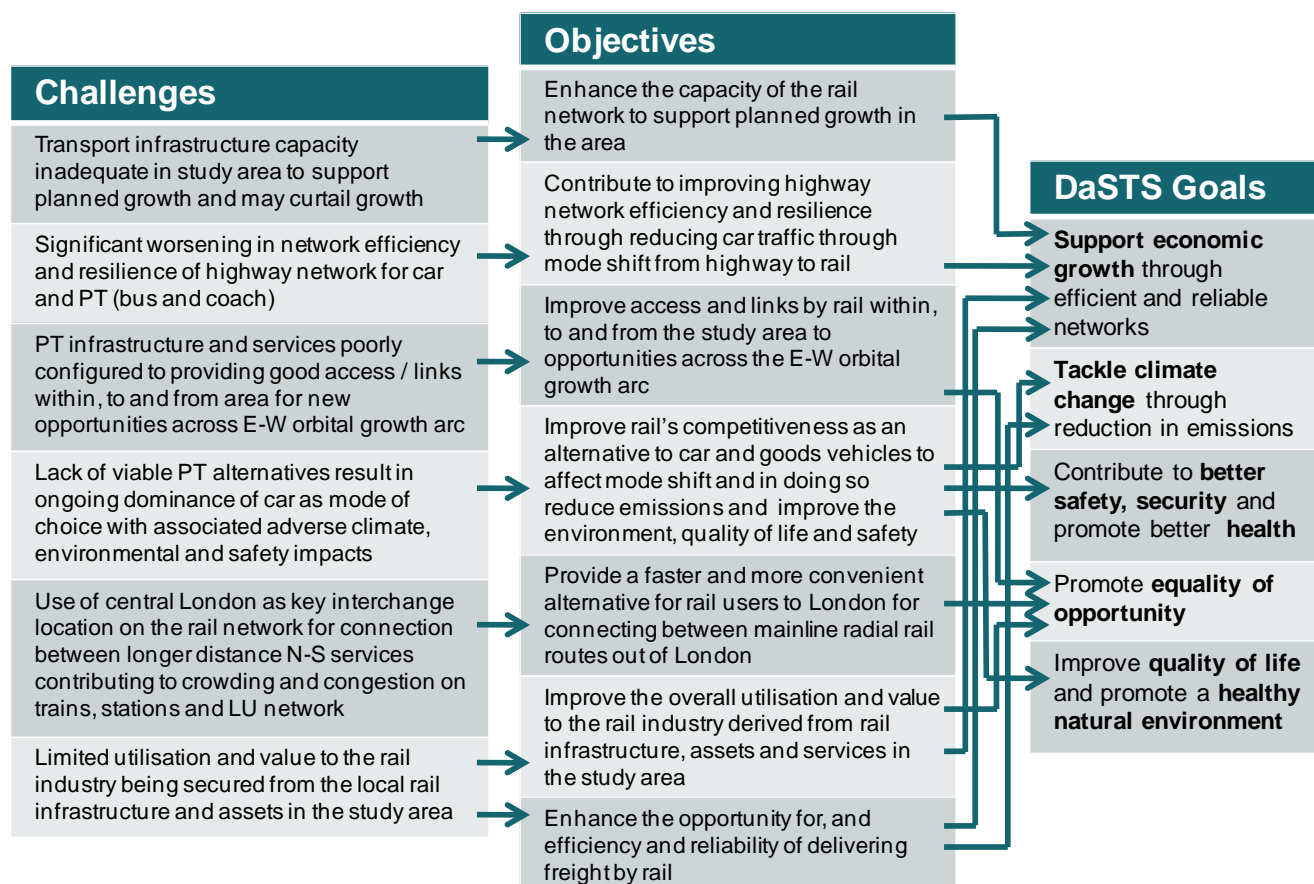 Challenges
Transport infrastructure capacity
inadequate in study area to support
planned growth and may curtail growth
Significant worsening in network efficiency
and resilience of highway network for car
and PT (bus and coach)
PT infrastructure and services poorly
configured to providing good access / links
within, to and from area for new
opportunities across E-W orbital growth arc
Lack of viable PT alternatives result in
ongoing dominance of car as mode of
choice with associated adverse climate,
environmental and safety impacts
Use of central London as key interchange
location on the rail network for connection
between longer distance N-S services
contributing to crowding and congestion on
trains, stations and LU network
Limited utilisation and value to the rail
industry being secured from the local rail
infrastructure and assets in the study area
Objectives
Enhance the capacity of the rail
network to support planned growth in
the area
Contribute to improving highway
network efficiency and resilience
through reducing car traffic through
mode shift from highway to rail
Improve access and links by rail within,
to and from the study area to
opportunities across the E-W orbital
growth arc
Improve rail's competitiveness as an
alternative to car and goods vehicles to
affect mode shift and in doing so
reduce emissions and improve the
environment, quality of life and safety
Provide a faster and more convenient
alternative for rail users to London for
connecting between mainline radial rail
routes out of London
Improve the overall utilisation and value
to the rail industry derived from rail
infrastructure, assets and services in
the study area
Enhance the opportunity for, and
efficiency and reliability of delivering
freight by rail
DaSTS Goals
Support economic
growth through
efficient and reliable
networks
Tackle climate
change through
reduction in emissions
Contribute to better
safety, security and
promote better health
Promote equality of
opportunity
Improve quality of life
and promote a healthy
natural environment